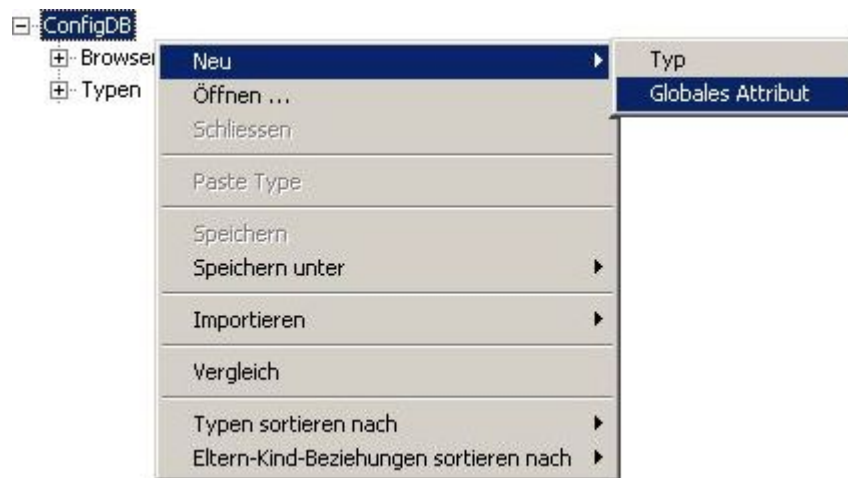 ConfigDB
Browser
Typen
Neu
Öffnen ...
Schliessen
Paste Type
Speichern
Speichern unter
Importieren
Vergleich
Typen sortieren nach
Eltern-Kind-Beziehungen sortieren nach
Typ
Globales Attribut